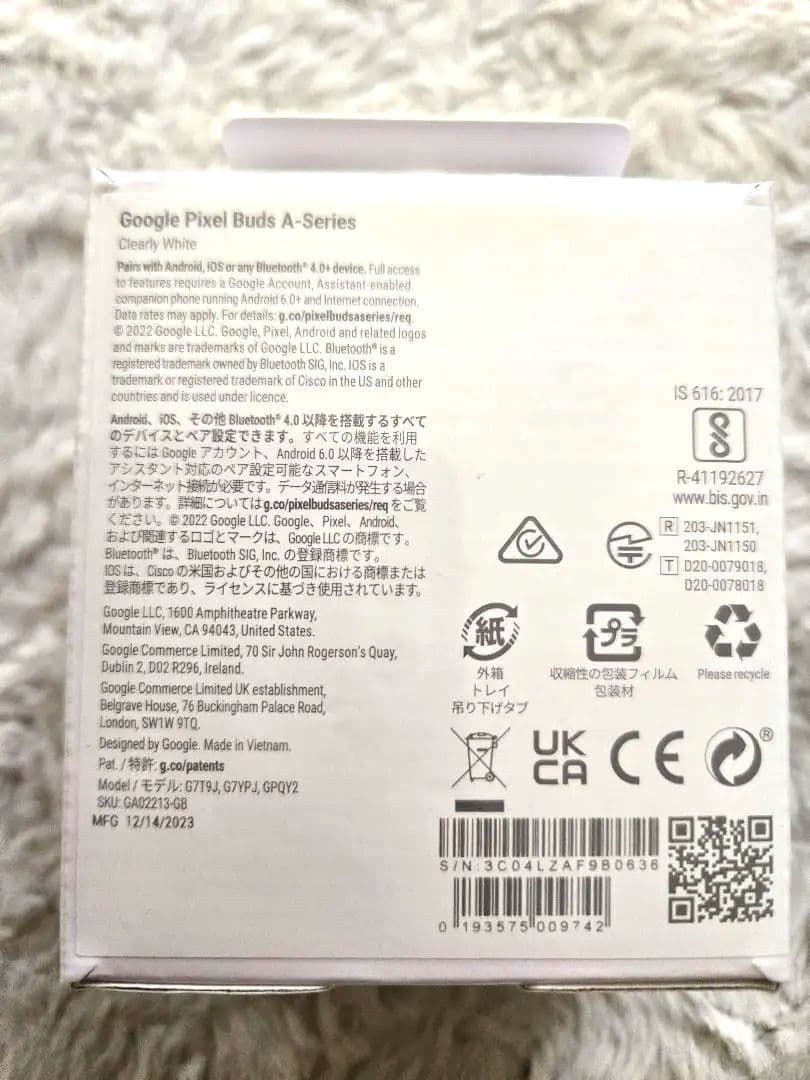 Google Pixel Buds A-Series
Clearly White
Pairs with Android, iOS or any Bluetooth® 4.0+ device. Full access
to features requires a Google Account, Assistant-enabled
companion phone running Android 6.0+ and Internet connection.
Data rates may apply. For details: g.co/pixelbudsaseries/req.
© 2022 Google LLC. Google, Pixel, Android and related logos
and marks are trademarks of Google LLC. Bluetooth® is a
registered trademark owned by Bluetooth SIG, Inc. IOS is a
trademark or registered trademark of Cisco in the US and other
countries and is used under licence.
Android、iOS、その他 Bluetooth® 4.0 以降を搭載するすべて
のデバイスとペア設定できます。すべての機能を利用
するには Google アカウント、Android 6.0 以降を搭載した
アシスタント対応のペア設定可能なスマートフォン、
インターネット接続が必要です。データ通信料が発生する場合
があります。詳細については g.co/pixelbudsaseries/req をご覧
ください。© 2022 Google LLC. Google、Pixel、Android、
および関連するロゴとマークは、Google LLC の商標です。
Bluetooth® は、Bluetooth SIG, Inc. の登録商標です。
IOS は、Cisco の米国およびその他の国における商標または
登録商標であり、ライセンスに基づき使用されています。
Google LLC, 1600 Amphitheatre Parkway,
Mountain View, CA 94043, United States.
Google Commerce Limited, 70 Sir John Rogerson's Quay,
Dublin 2, D02 R296, Ireland.
Google Commerce Limited UK establishment,
Belgrave House, 76 Buckingham Palace Road,
London, SW1W 9TQ.
Designed by Google. Made in Vietnam.
Pat. / 特許: g.co/patents
Model / モデル: G7T9J, G7YPJ, GPQY2
SKU: GA02213-GB
MFG 12/14/2023
IS 616: 2017
R-41192627
www.bis.gov.in
R 203-JN1151,
203-JN1150
T D20-0079018,
D20-0078018
紙
外箱
トレイ
吊り下げタブ
プラ
収縮性の包装フィルム
包装材
Please recycle
UK
CA
CE
®
S/N:3C04LZAF9B0636
0 193575 009742